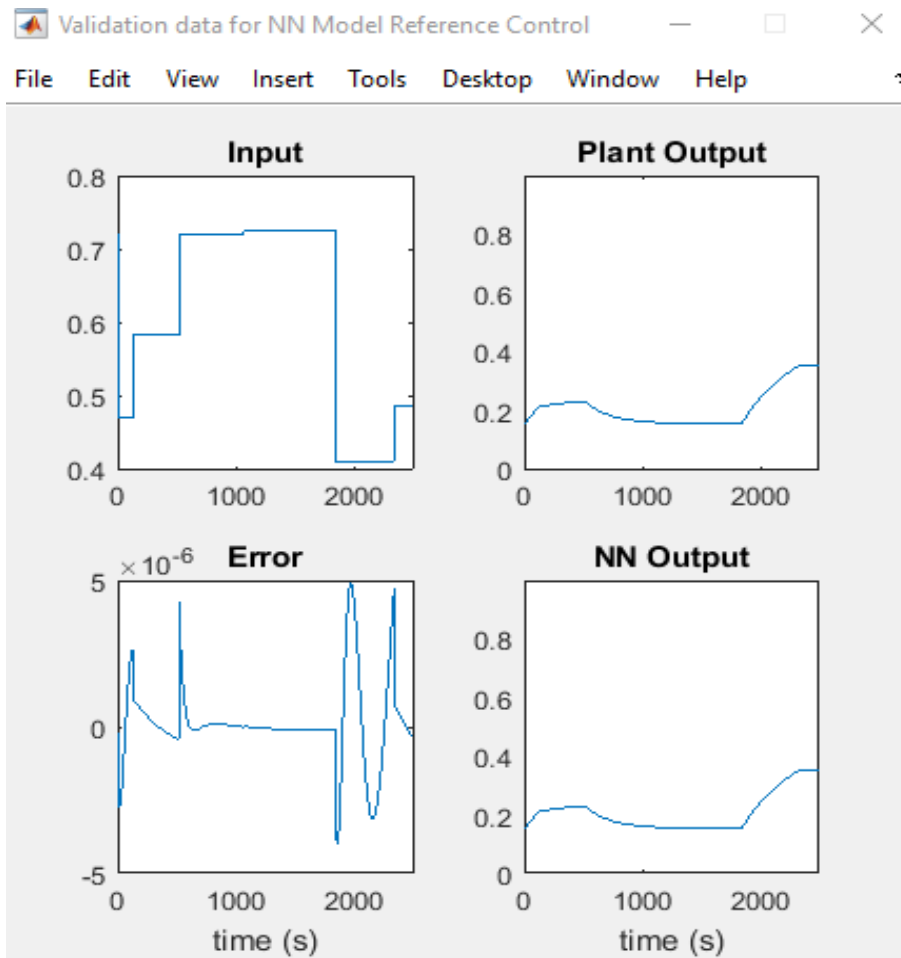 Validation data for NN Model Reference Control
File Edit View Insert Tools Desktop Window Help
Input
0.8
0.7
0.6
0.5
0.4
0 1000 2000
Plant Output
0.8
0.6
0.4
0.2
0
0 1000 2000
Error
× 10⁻⁶
5
0
-5
0 1000 2000
time (s)
NN Output
0.8
0.6
0.4
0.2
0
0 1000 2000
time (s)